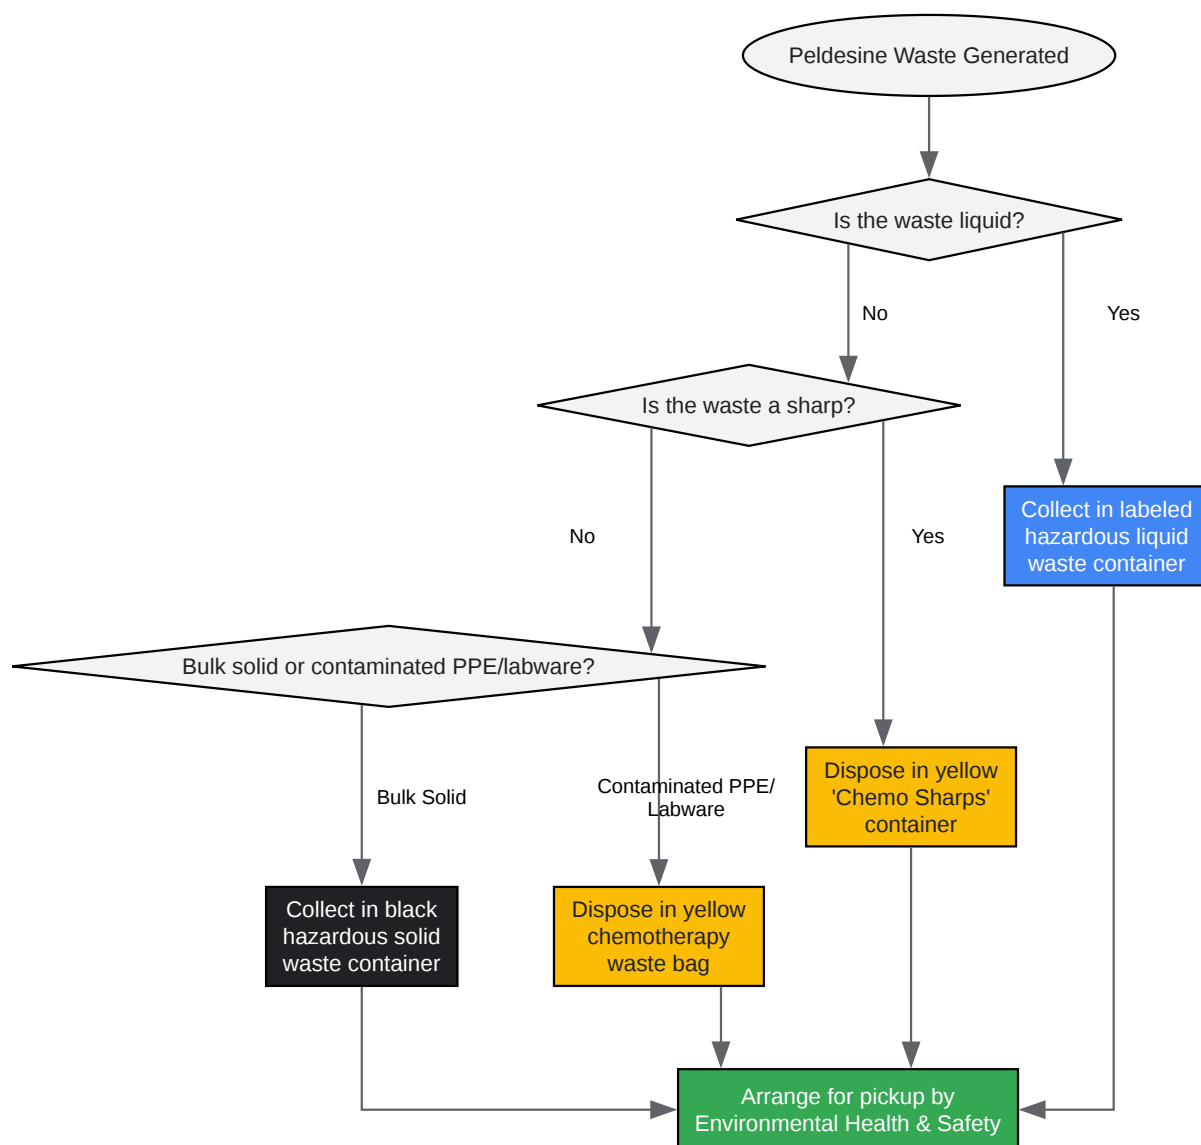 Peldesine Waste Generated
Is the waste liquid?
No
Yes
Is the waste a sharp?
No
Yes
Collect in labeled
hazardous liquid
waste container
Bulk solid or contaminated PPE/labware?
Bulk Solid
Contaminated PPE/
Labware
Dispose in yellow
'Chemo Sharps'
container
Collect in black
hazardous solid
waste container
Dispose in yellow
chemotherapy
waste bag
Arrange for pickup by
Environmental Health & Safety